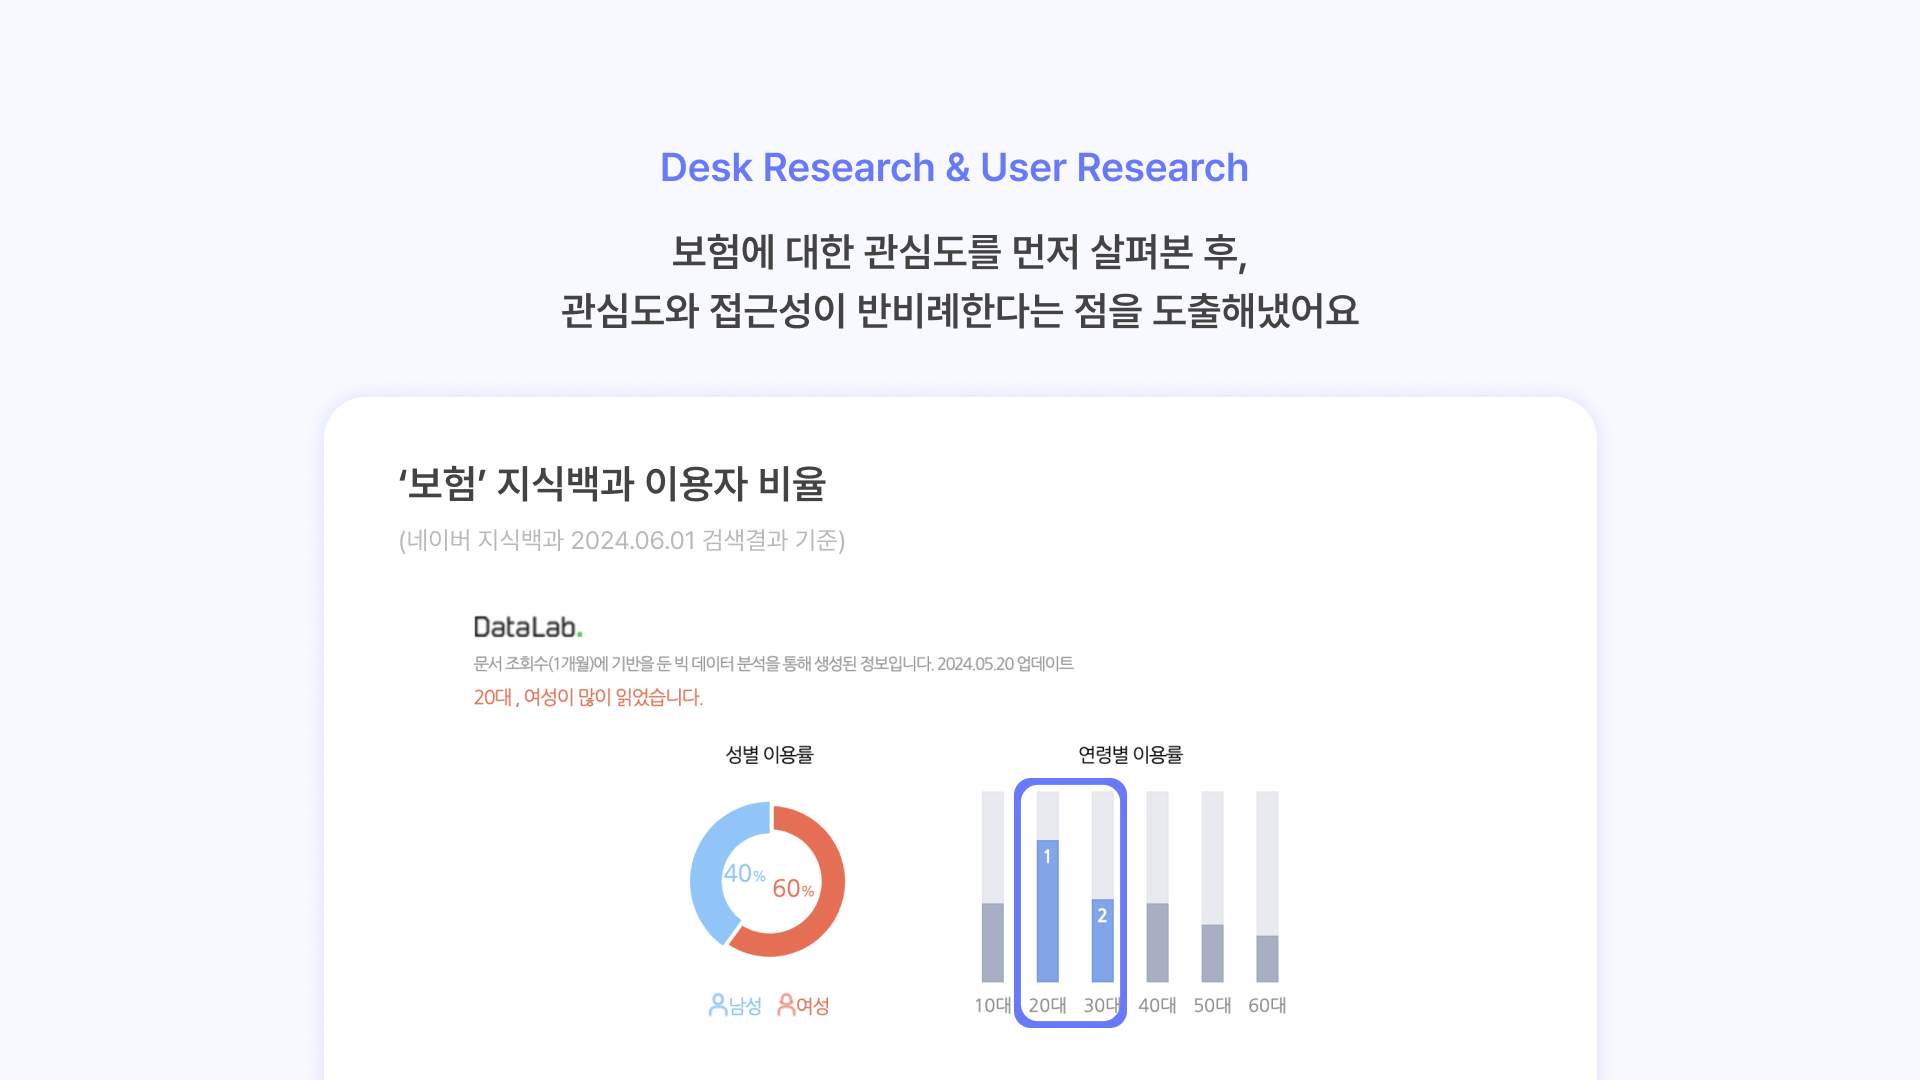 Desk Research & User Research
보험에 대한 관심도를 먼저 살펴본 후,
관심도와 접근성이 반비례한다는 점을 도출해냈어요
‘보험’ 지식백과 이용자 비율
(네이버 지식백과 2024.06.01 검색결과 기준)
DataLab.
문서 조회수(1개월)에 기반을 둔 빅 데이터 분석을 통해 생성된 정보입니다. 2024.05.20 업데이트
20대 , 여성이 많이 읽었습니다.
성별 이용률
40%
60%
남성 여성
연령별 이용률
1
2
10대 20대 30대 40대 50대 60대